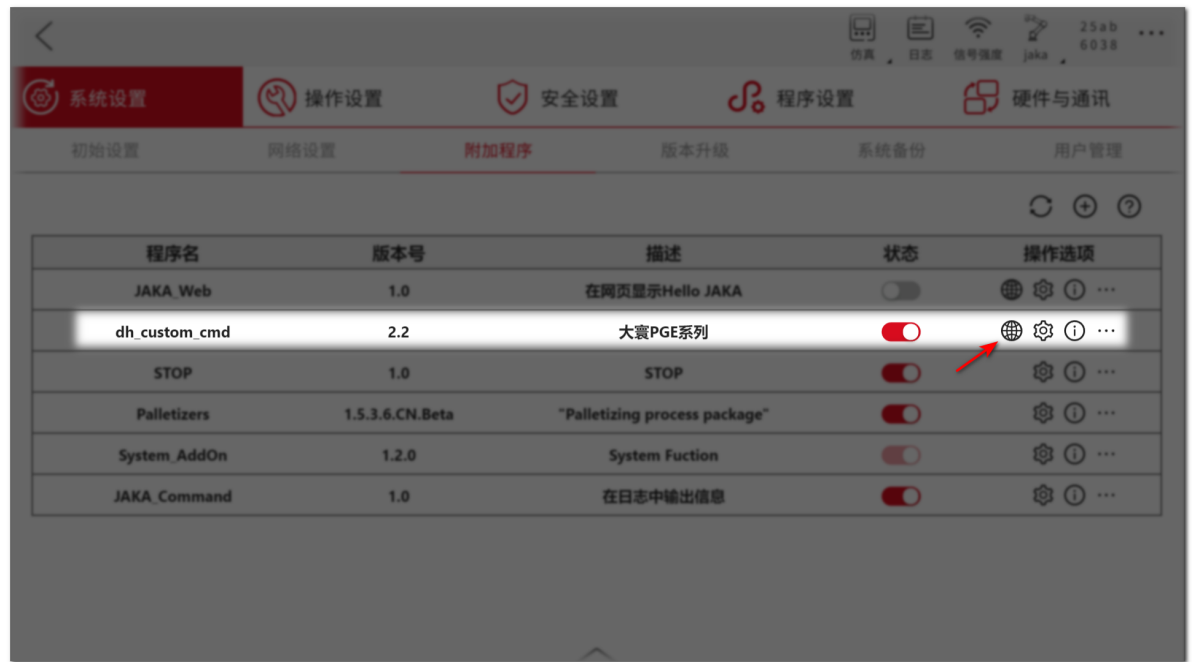 仿真 日志 信号强度 jaka 25ab 6038
系统设置 操作设置 安全设置 程序设置 硬件与通讯
初始设置 网络设置 附加程序 版本升级 系统备份 用户管理
程序名 版本号 描述 状态 操作选项
JAKA_Web 1.0 在网页显示Hello JAKA
dh_custom_cmd 2.2 大寰PGE系列
STOP 1.0 STOP
Palletizers 1.5.3.6.CN.Beta "Palletizing process package"
System_AddOn 1.2.0 System Fuction
JAKA_Command 1.0 在日志中输出信息